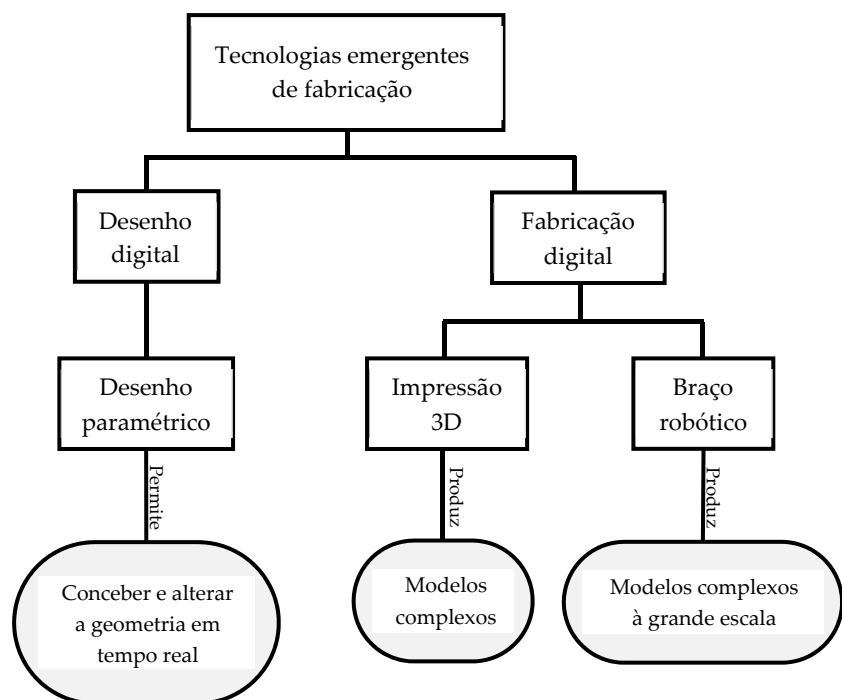 Tecnologias emergentes
de fabricação
Desenho
digital
Fabricação
digital
Desenho
paramétrico
Impressão
3D
Braço
robótico
Permite
Produz
Produz
Conceber e alterar
a geometria em
tempo real
Modelos
complexos
Modelos complexos
à grande escala